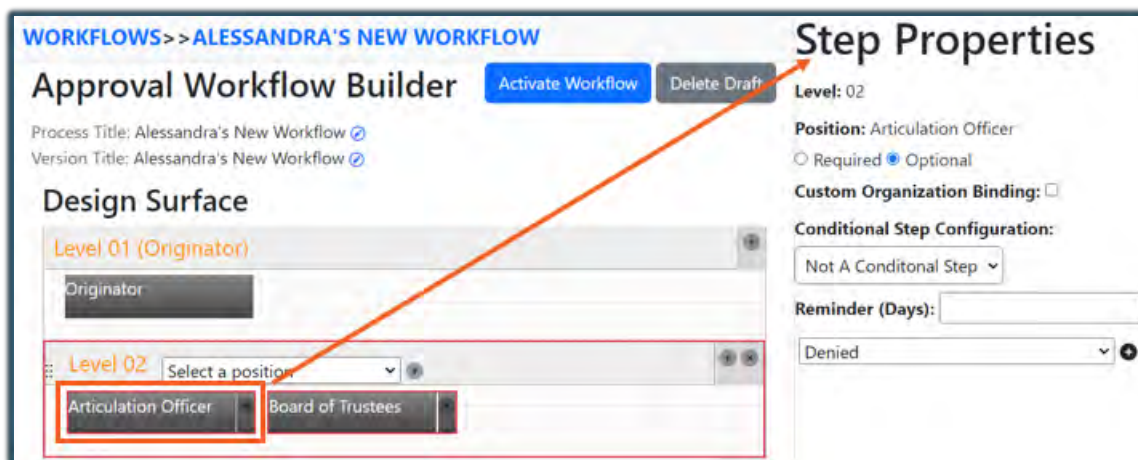 WORKFLOWS>>ALESSANDRA'S NEW WORKFLOW
Approval Workflow Builder
Activate Workflow
Delete Draft
Process Title: Alessandra's New Workflow
Version Title: Alessandra's New Workflow
Design Surface
Level 01 (Originator)
Originator
Level 02
Select a position
Articulation Officer
Board of Trustees
Step Properties
Level: 02
Position: Articulation Officer
Required Optional
Custom Organization Binding:
Conditional Step Configuration:
Not A Conditonal Step
Reminder (Days):
Denied